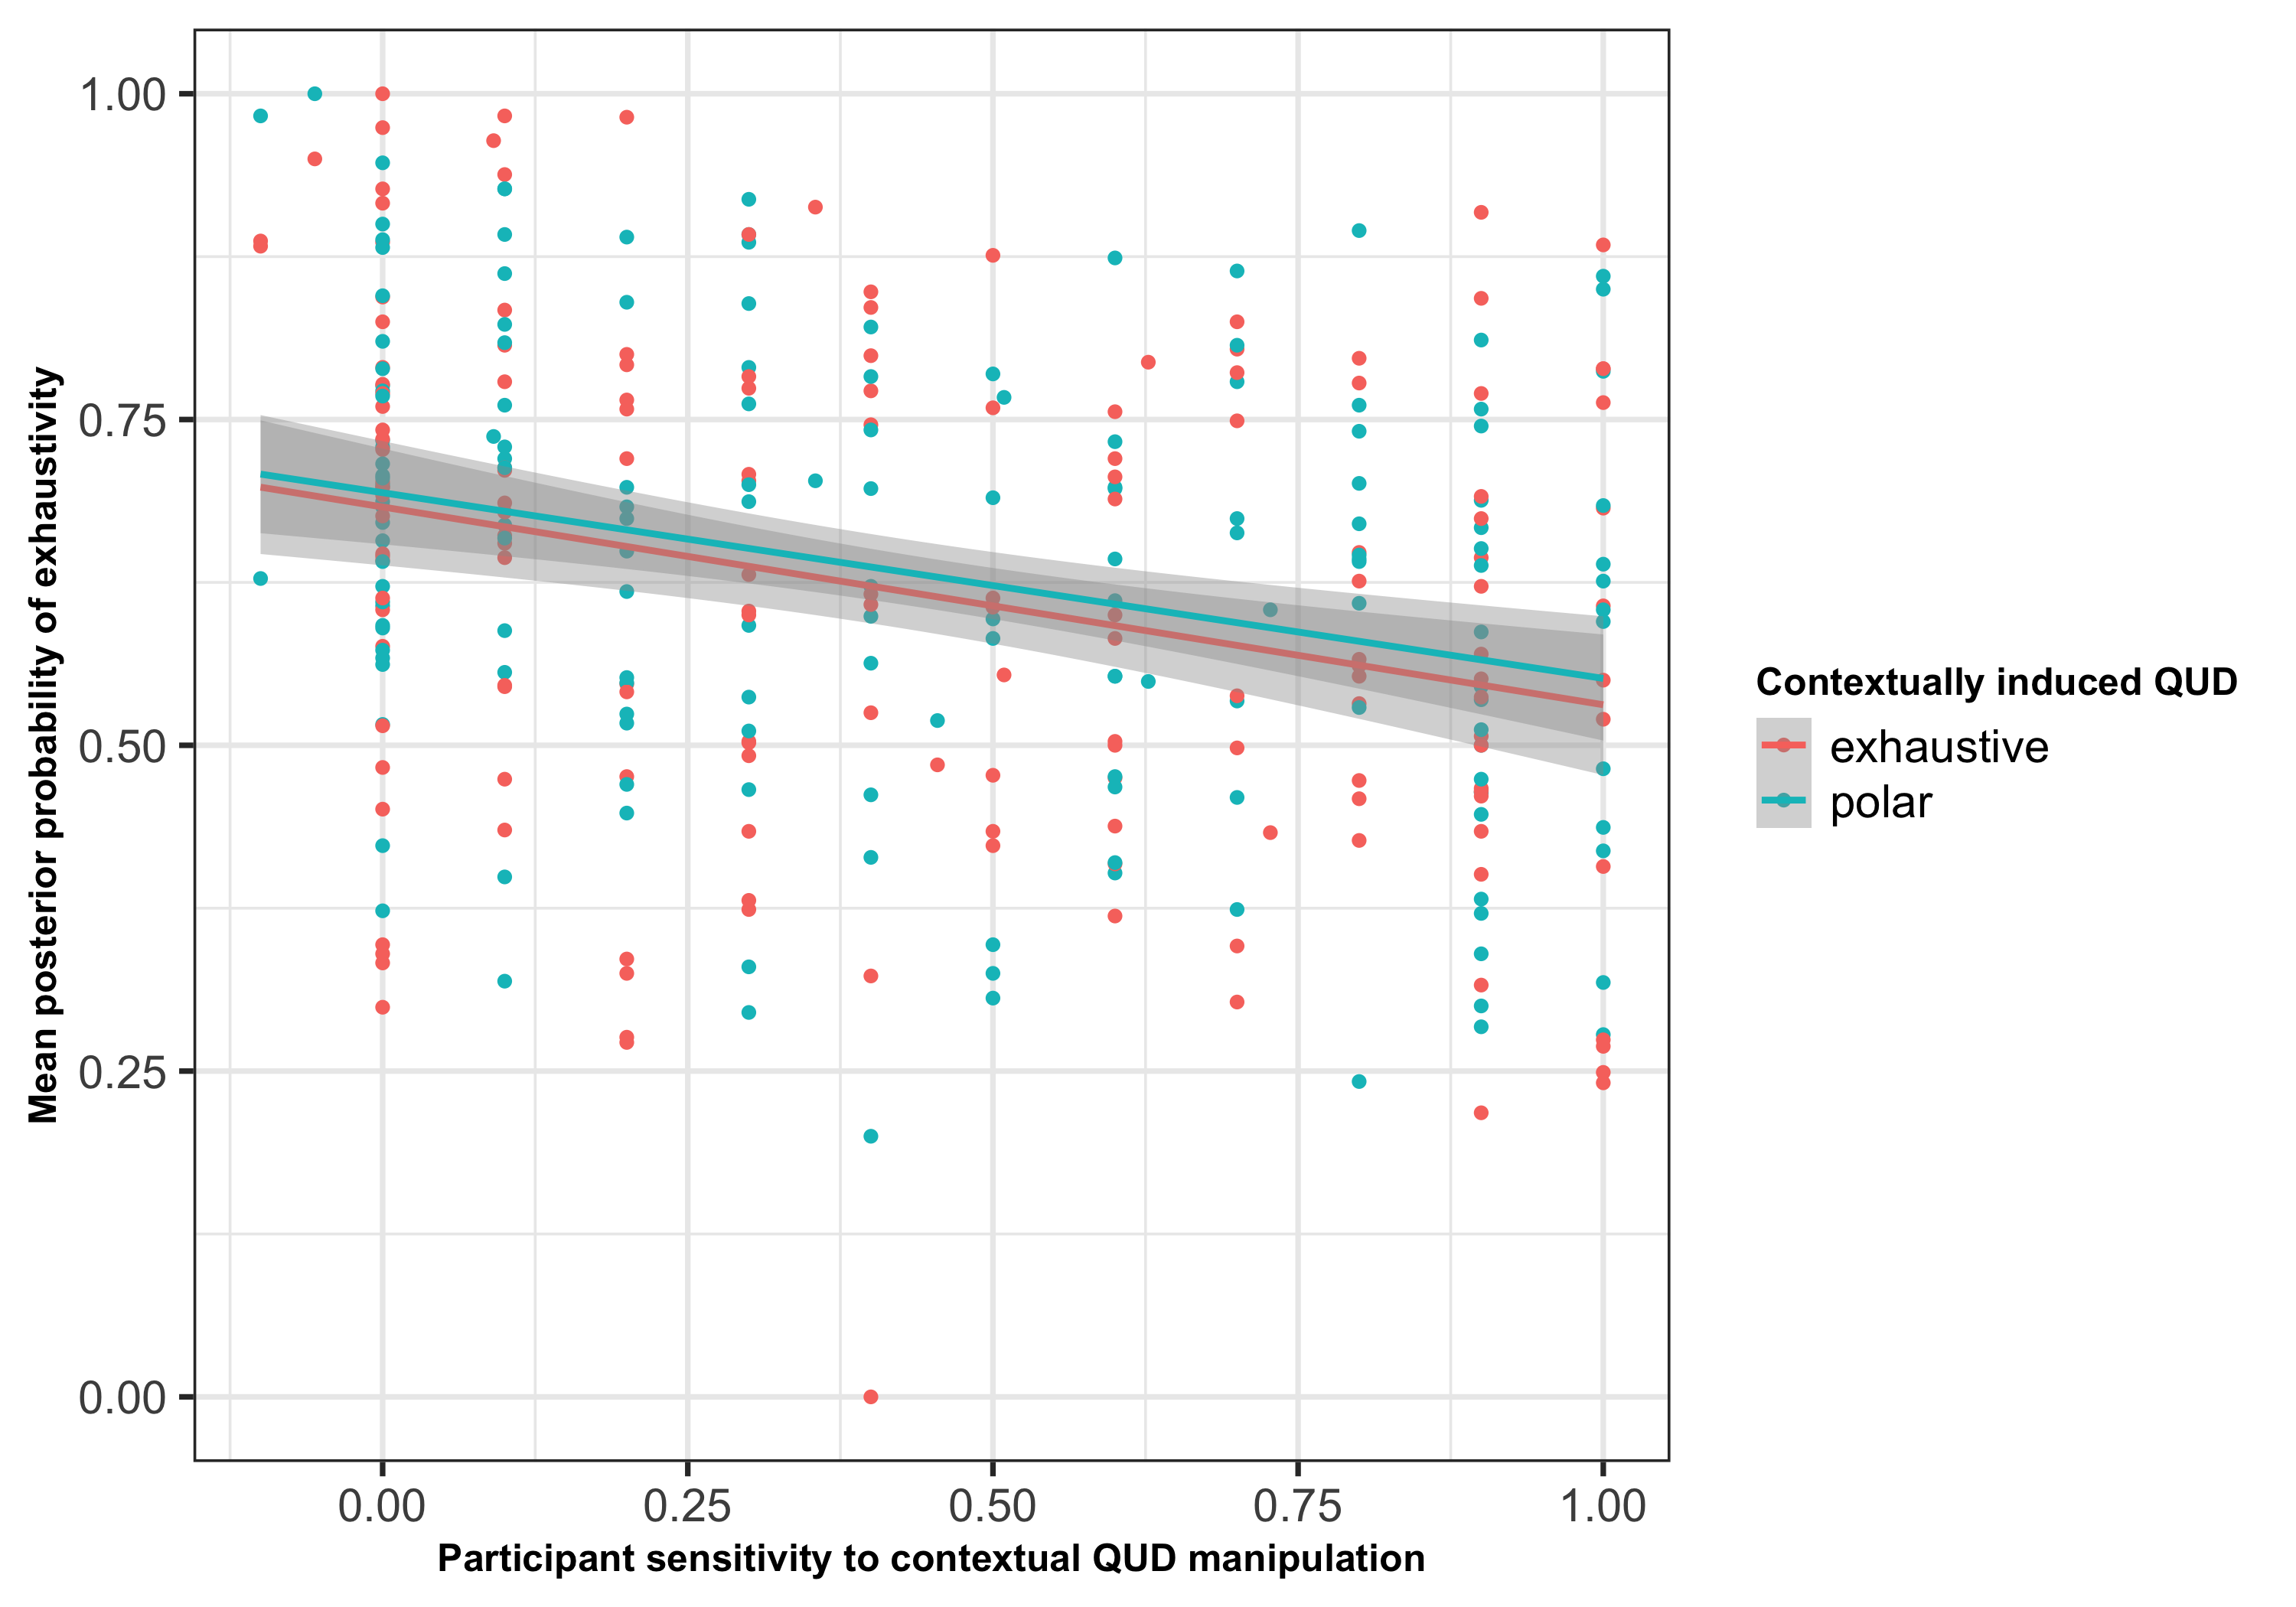 Mean posterior probability of exhaustivity
1.00
0.75
0.50
0.25
0.00
0.00 0.25 0.50 0.75 1.00
Participant sensitivity to contextual QUD manipulation
Contextually induced QUD
exhaustive
polar